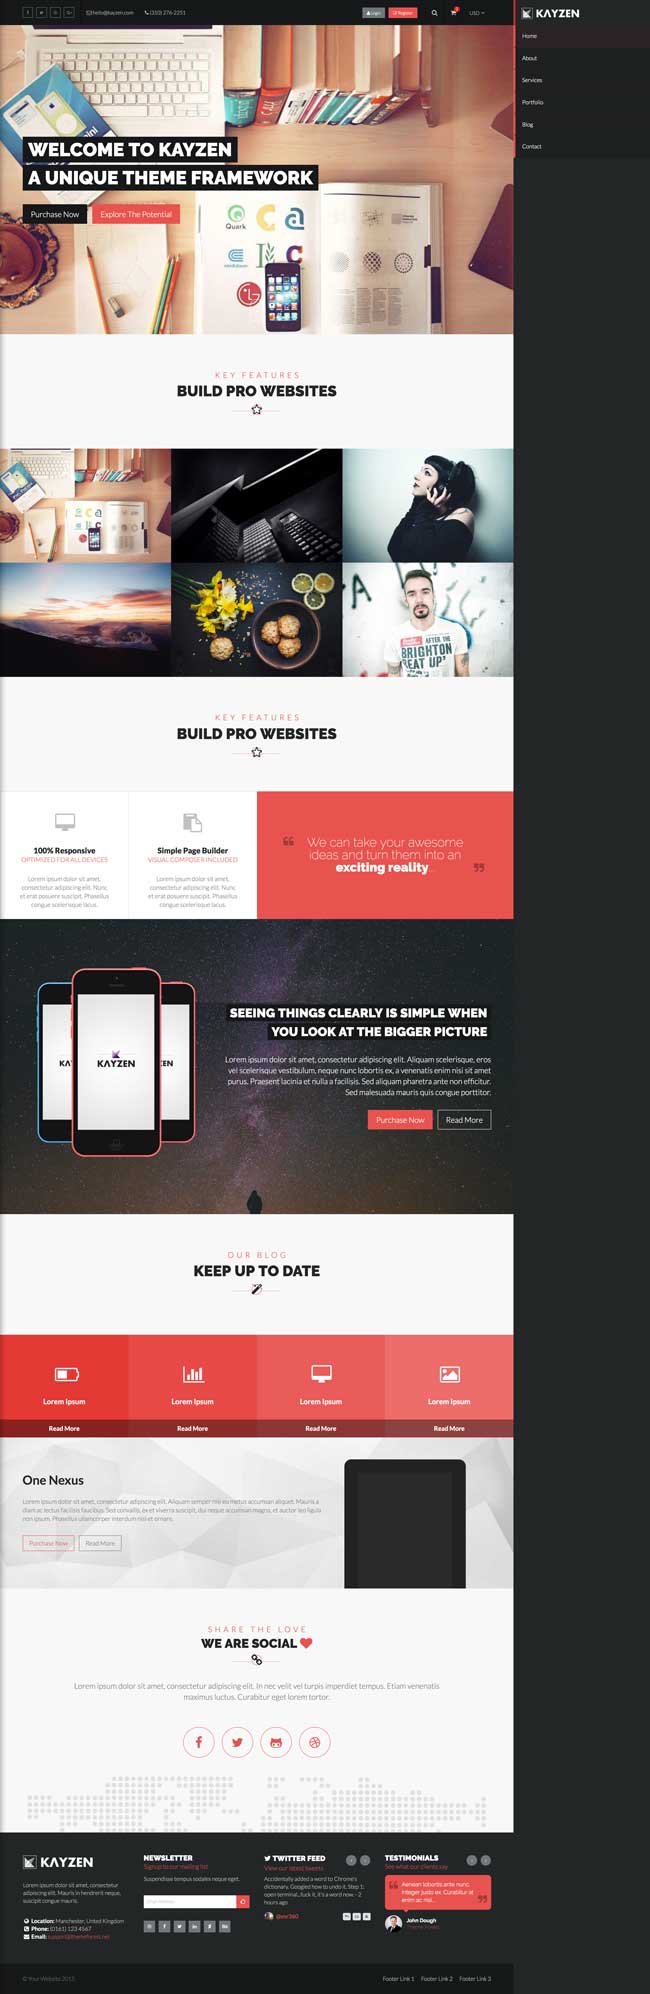 hello@kayzen.com
(310) 276-2251
Login
Register
USD
KAYZEN
Home
About
Services
Portfolio
Blog
Contact
WELCOME TO KAYZEN
A UNIQUE THEME FRAMEWORK
Purchase Now
Explore The Potential
Quark
LG
KEY FEATURES
BUILD PRO WEBSITES
AFTER THE
BRIGHTON
BEAT UP'
KEY FEATURES
BUILD PRO WEBSITES
100% Responsive
OPTIMIZED FOR ALL DEVICES
Lorem ipsum dolor sit amet,
consectetur adipiscing elit. Nunc
et erat posuere suscipit. Phasellus
congue scelerisque lacus.
Simple Page Builder
VISUAL COMPOSER INCLUDED
Lorem ipsum dolor sit amet,
consectetur adipiscing elit. Nunc
et erat posuere suscipit. Phasellus
congue scelerisque lacus.
We can take your awesome
ideas and turn them into an
exciting reality...
KAYZEN
SEEING THINGS CLEARLY IS SIMPLE WHEN
YOU LOOK AT THE BIGGER PICTURE
Lorem ipsum dolor sit amet, consectetur adipiscing elit. Aliquam scelerisque, eros
vel scelerisque vestibulum, neque nunc lobortis ex, a venenatis enim nisi sit amet
purus. Praesent lacinia et nulla a facilisis. Sed aliquam pharetra ante non efficitur.
Sed malesuada mauris quis congue porttitor.
Purchase Now
Read More
OUR BLOG
KEEP UP TO DATE
Lorem Ipsum
Lorem Ipsum
Lorem Ipsum
Lorem Ipsum
Read More
Read More
Read More
Read More
One Nexus
Lorem ipsum dolor sit amet, consectetur adipiscing elit. Aliquam semper nisi eu metus accumsan aliquet. Mauris a
diam ac lectus facilisis faucibus. Sed convallis, ex et viverra suscipit, dui neque accumsan magna, et auctor leo ligula
non ipsum. Phasellus ullamcorper interdum nisl et ornare.
Purchase Now
Read More
SHARE THE LOVE
WE ARE SOCIAL
Lorem ipsum dolor sit amet, consectetur adipiscing elit. In nec velit vel turpis imperdiet tempus. Etiam venenatis
maximus luctus. Curabitur eget lorem tortor.
KAYZEN
Lorem ipsum dolor sit amet, consectetur
adipiscing elit. Mauris in hendrerit neque,
suscipit congue mauris.
Location: Manchester, United Kingdom
Phone: (0161) 123 4567
Email: support@themeforest.net
NEWSLETTER
Signup to our mailing list
Suspendisse tempus sodales neque eget.
Email Address
TWITTER FEED
View our latest tweets
Accidentally added a word to Chrome's
dictionary. Googled how to undo it. Step 1:
open terminal...fuck it, it's a word now. - 2
hours ago
@esr360
TESTIMONIALS
See what our clients say
Aenean lobortis ante nunc.
Integer justo ex. Curabitur at
enim ac nisi...
John Dough
© Your Website 2015
Footer Link 1
Footer Link 2
Footer Link 3